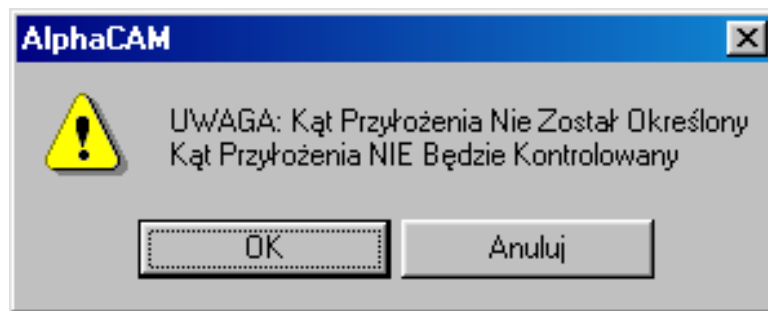 AlphaCAM
UWAGA: Kąt Przyłożenia Nie Został Określony
Kąt Przyłożenia NIE Będzie Kontrolowany
OK
Anuluj